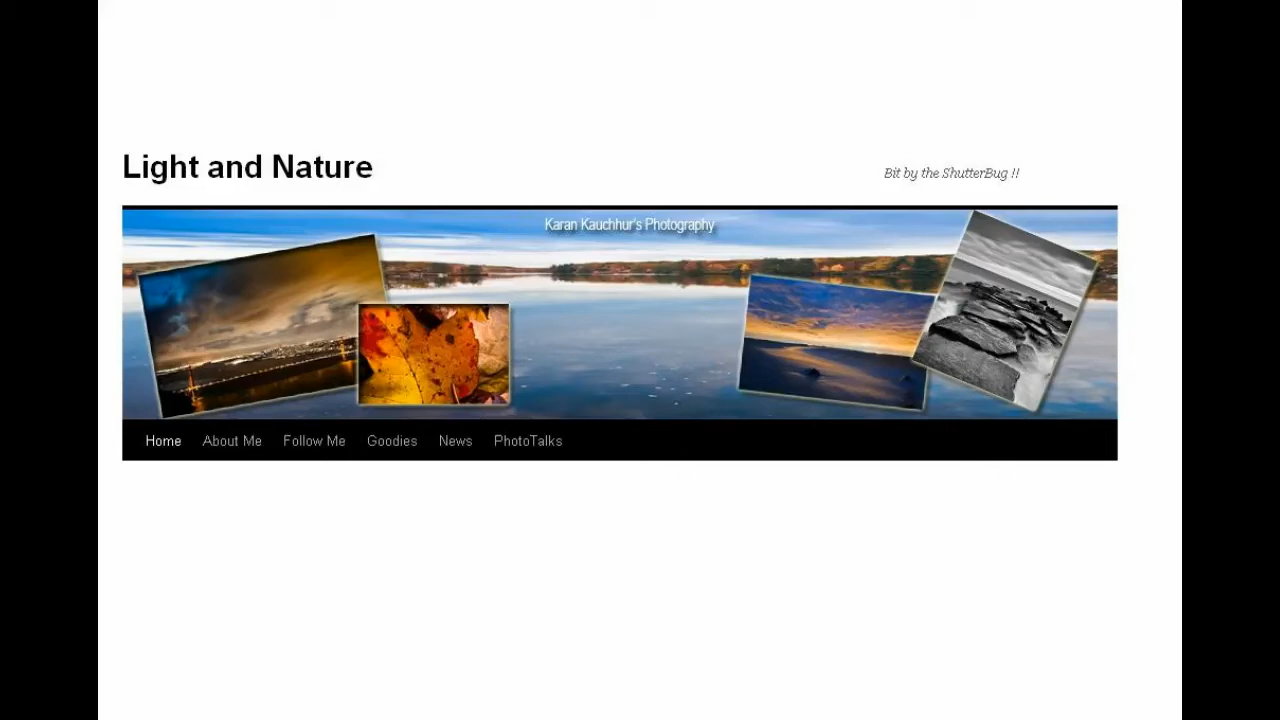 Light and Nature
Bit by the ShutterBug !!
Karan Kauchhur's Photography
Home About Me Follow Me Goodies News PhotoTalks